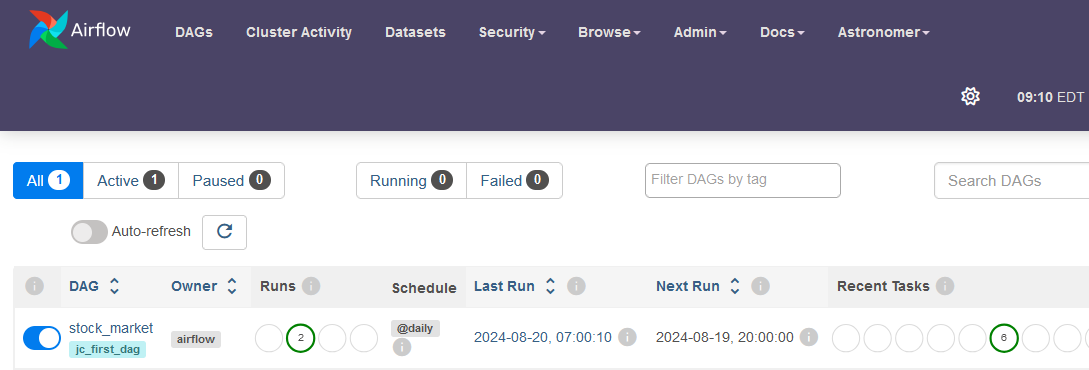 Airflow DAGs Cluster Activity Datasets Security Browse Admin Docs Astronomer
09:10 EDT
All 1 Active 1 Paused 0 Running 0 Failed 0 Filter DAGs by tag Search DAGs
Auto-refresh
DAG Owner Runs Schedule Last Run Next Run Recent Tasks
stock_market airflow 2 @daily 2024-08-20, 07:00:10 2024-08-19, 20:00:00 6
jc_first_dag